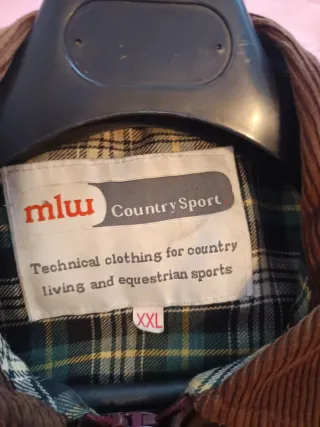 mlw CountrySport
Technical clothing for country
living and equestrian sports
XXL